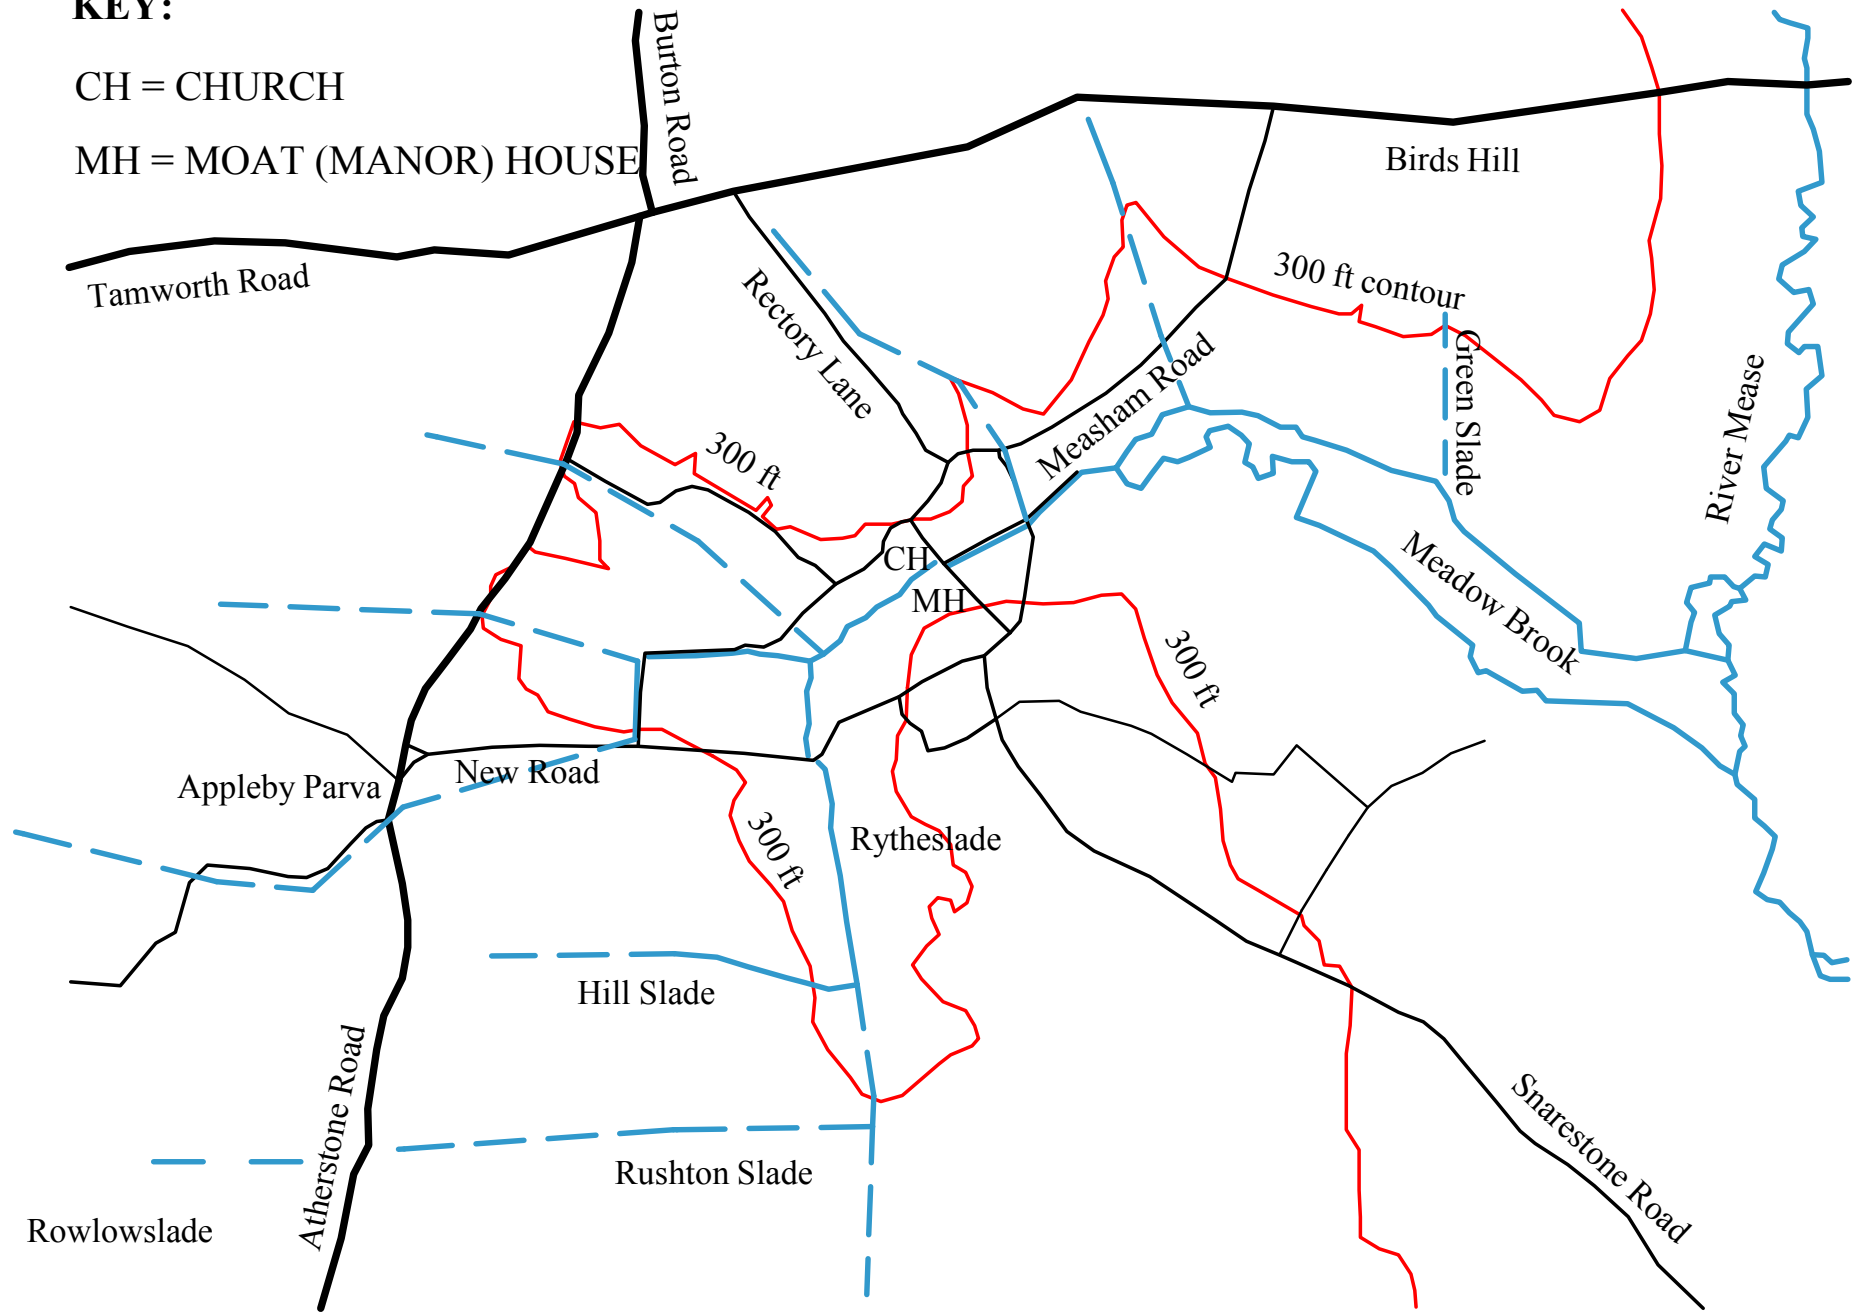 KEY:
CH = CHURCH
MH = MOAT (MANOR) HOUSE
Burton Road
Birds Hill
Tamworth Road
Rectory Lane
300 ft contour
Green Slade
Measham Road
River Mease
300 ft
CH
MH
Meadow Brook
300 ft
Appleby Parva
New Road
300 ft
Rytheslade
Hill Slade
Atherstone Road
Rushton Slade
Snarestone Road
Rowlowslade